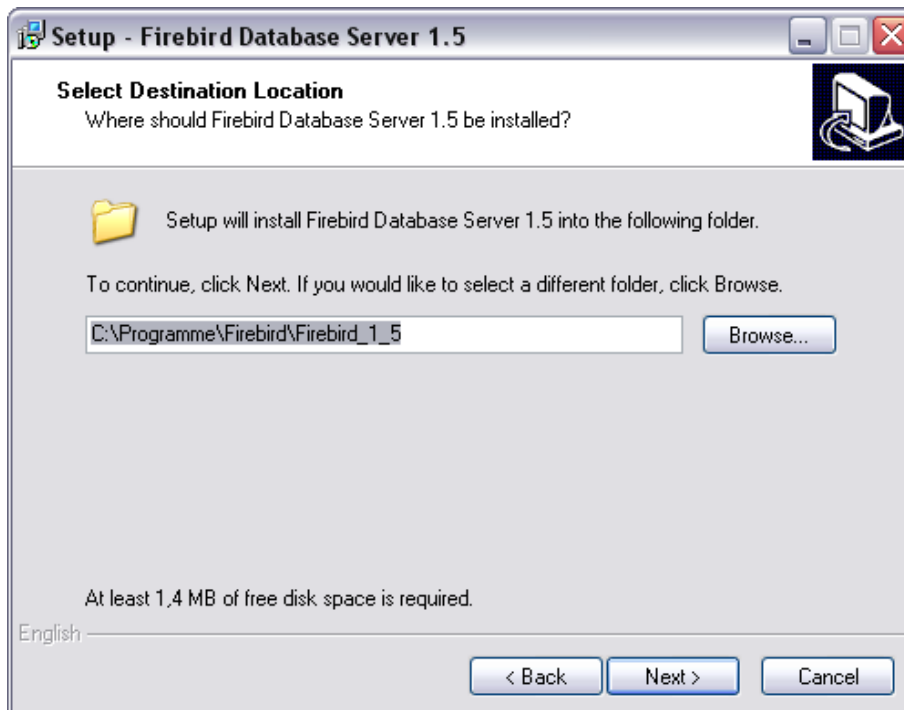 Setup - Firebird Database Server 1.5
Select Destination Location
Where should Firebird Database Server 1.5 be installed?
Setup will install Firebird Database Server 1.5 into the following folder.
To continue, click Next. If you would like to select a different folder, click Browse.
C:\Programme\Firebird\Firebird_1_5
Browse...
At least 1,4 MB of free disk space is required.
English
< Back
Next >
Cancel